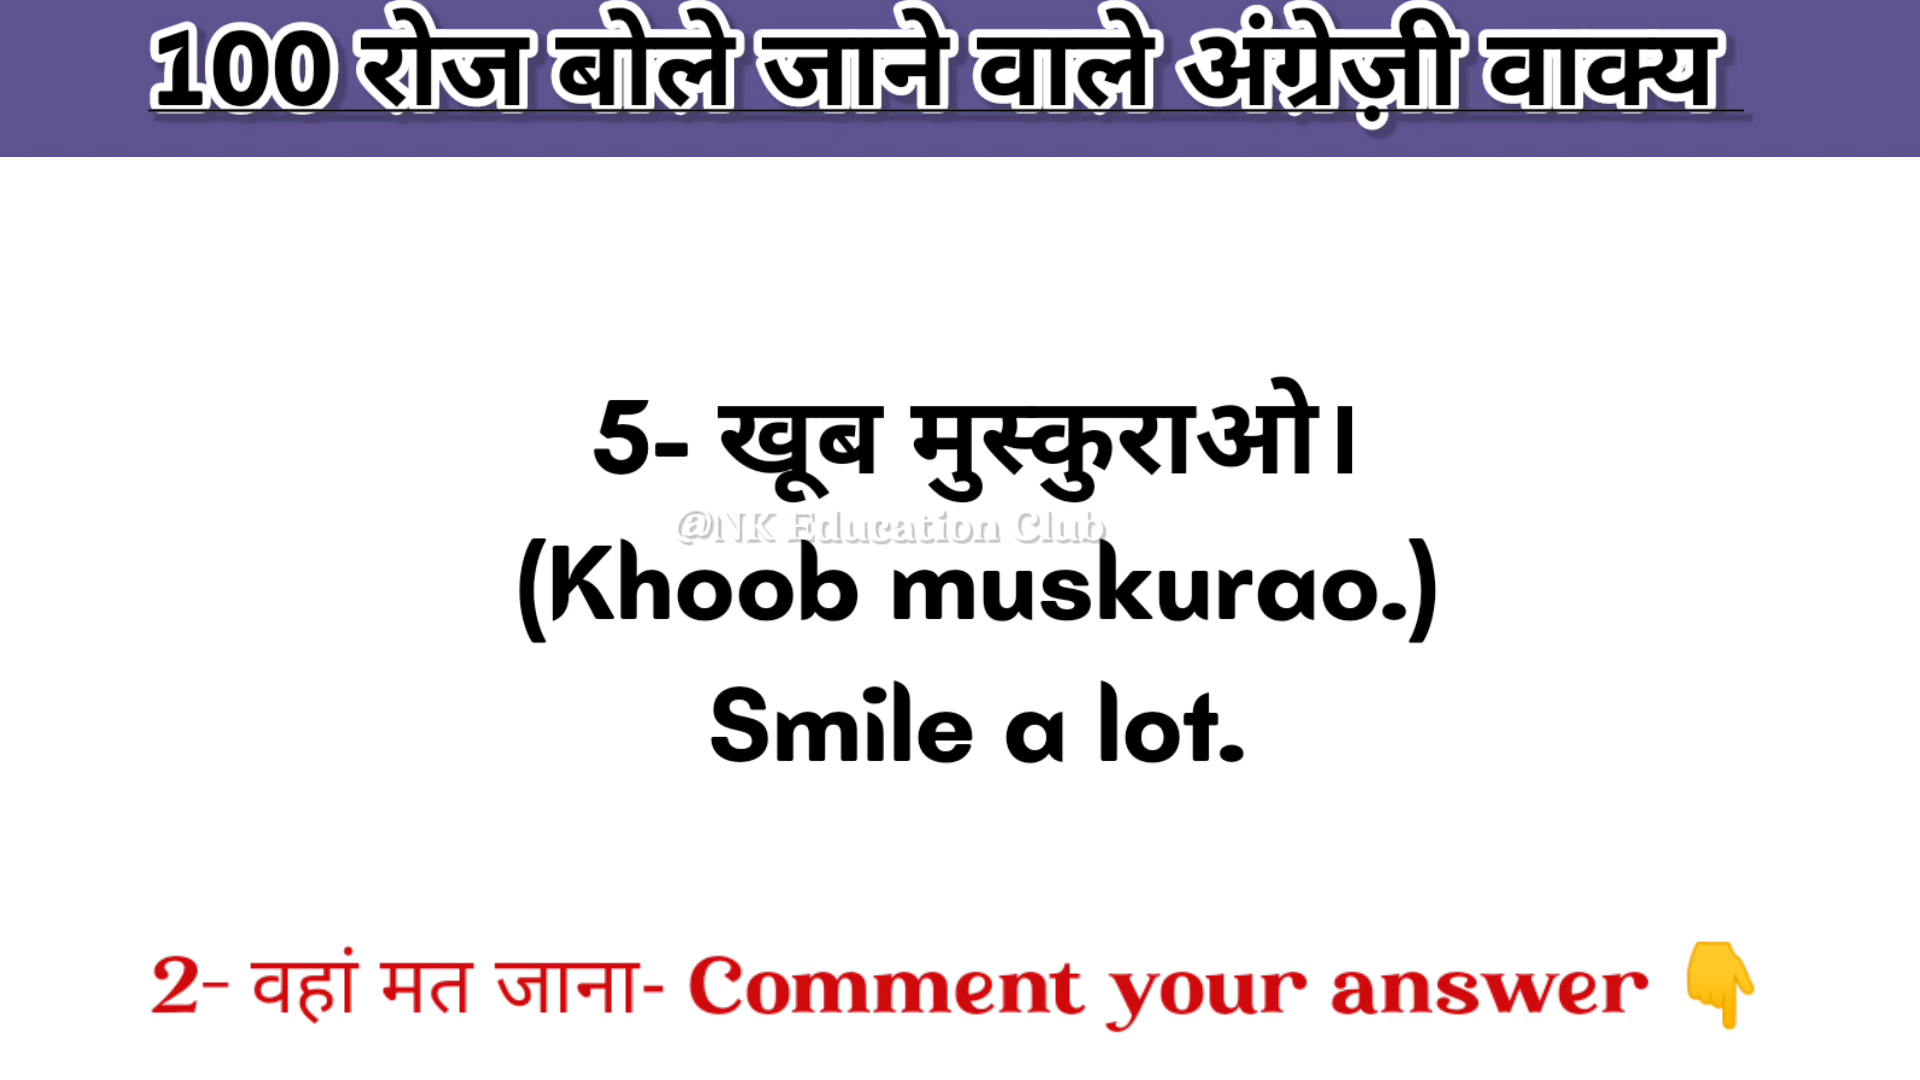 100 रोज बोले जाने वाले अंग्रेज़ी वाक्य
5- खूब मुस्कुराओ।
@NK Education Club
(Khoob muskurao.)
Smile a lot.
2- वहां मत जाना- Comment your answer 👇